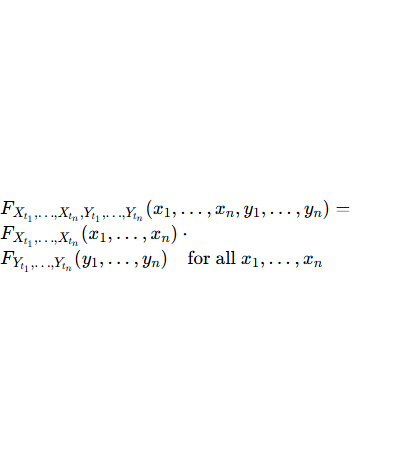 F_{X_{t_1},…,X_{t_n},Y_{t_1},…,Y_{t_n}}(x_1,…,x_n,y_1,…,y_n) =
F_{X_{t_1},…,X_{t_n}}(x_1,…,x_n) ·
F_{Y_{t_1},…,Y_{t_n}}(y_1,…,y_n) for all x_1,…,x_n